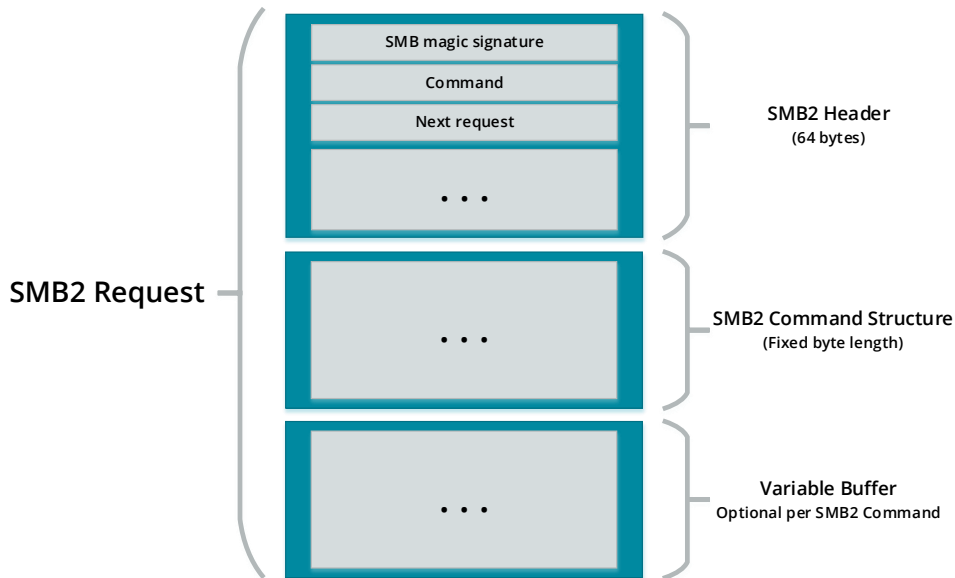 SMB magic signature
Command
Next request
. . .
SMB2 Header
(64 bytes)
SMB2 Request
. . .
SMB2 Command Structure
(Fixed byte length)
. . .
Variable Buffer
Optional per SMB2 Command